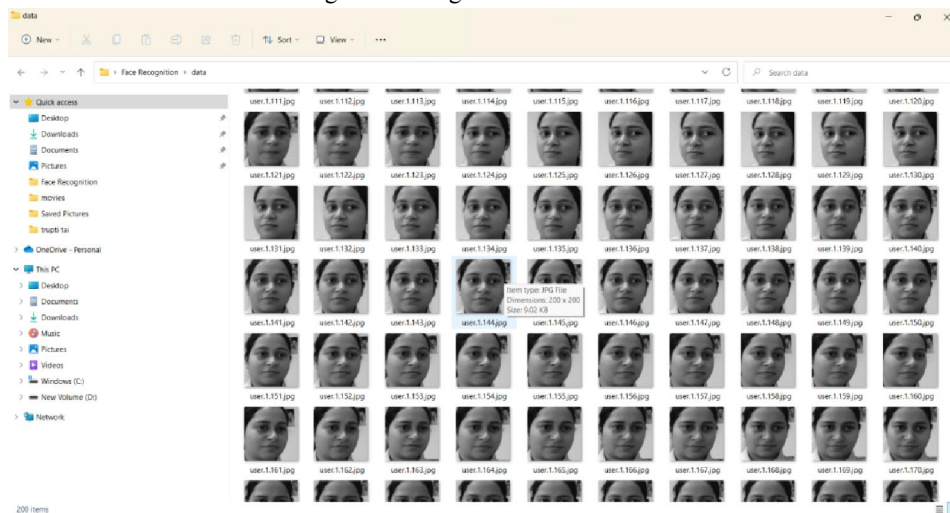 data
New Sort View ...
Face Recognition > data Search data
Quick access
Desktop
Downloads
Documents
Pictures
Face Recognition
movies
Saved Pictures
trupti tai
OneDrive - Personal
This PC
Desktop
Documents
Downloads
Music
Pictures
Videos
Windows (C:)
New Volume (D:)
Network
user.1.111.jpg user.1.112.jpg user.1.113.jpg user.1.114.jpg user.1.115.jpg user.1.116.jpg user.1.117.jpg user.1.118.jpg user.1.119.jpg user.1.120.jpg
user.1.121.jpg user.1.122.jpg user.1.123.jpg user.1.124.jpg user.1.125.jpg user.1.126.jpg user.1.127.jpg user.1.128.jpg user.1.129.jpg user.1.130.jpg
user.1.131.jpg user.1.132.jpg user.1.133.jpg user.1.134.jpg user.1.135.jpg user.1.136.jpg user.1.137.jpg user.1.138.jpg user.1.139.jpg user.1.140.jpg
Item type: JPG File
Dimensions: 200 x 200
Size: 9.02 KB
user.1.141.jpg user.1.142.jpg user.1.143.jpg user.1.144.jpg user.1.145.jpg user.1.146.jpg user.1.147.jpg user.1.148.jpg user.1.149.jpg user.1.150.jpg
user.1.151.jpg user.1.152.jpg user.1.153.jpg user.1.154.jpg user.1.155.jpg user.1.156.jpg user.1.157.jpg user.1.158.jpg user.1.159.jpg user.1.160.jpg
user.1.161.jpg user.1.162.jpg user.1.163.jpg user.1.164.jpg user.1.165.jpg user.1.166.jpg user.1.167.jpg user.1.168.jpg user.1.169.jpg user.1.170.jpg
200 items